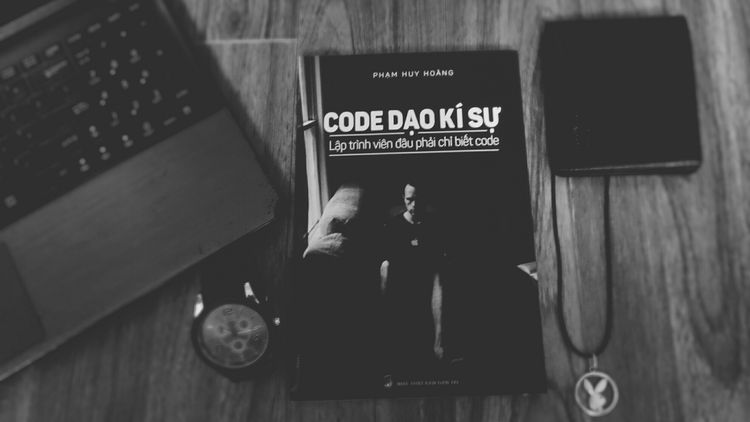 PHẠM HUY HOÀNG
CODE DẠO KÍ SỰ
Lập trình viên đâu phải chỉ biết code